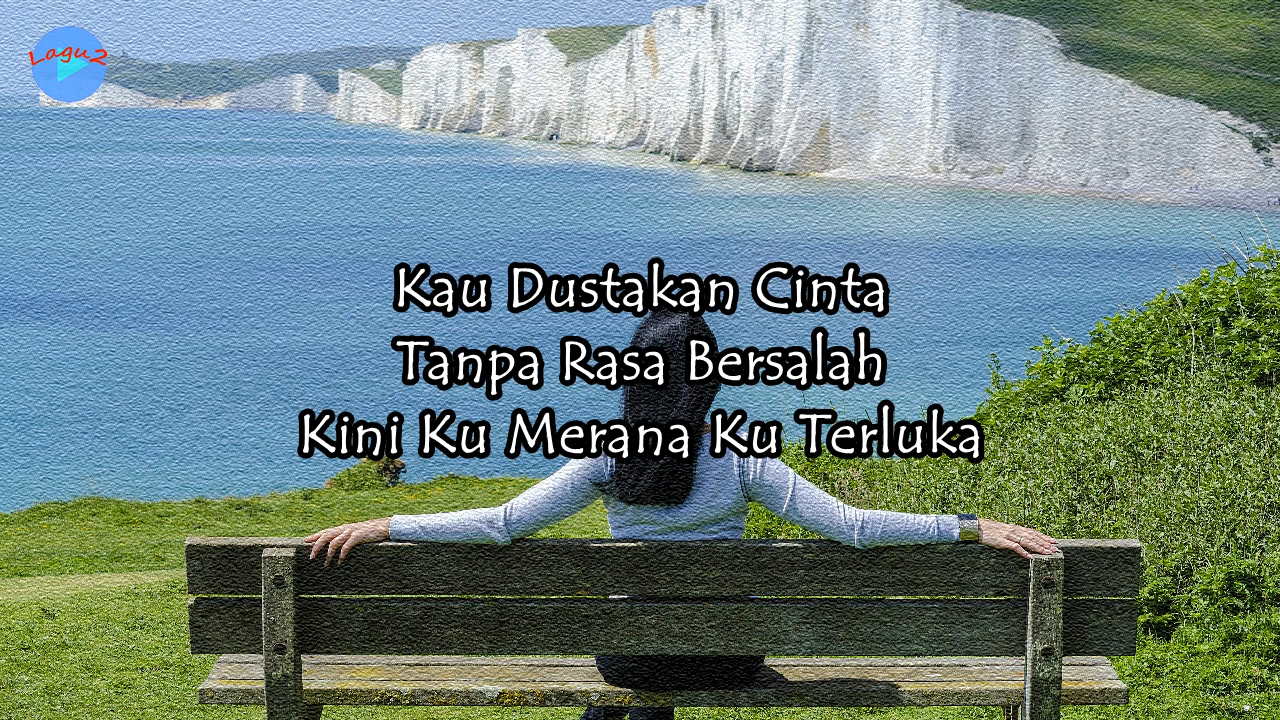 Lagu2
Kau Dustakan Cinta
Tanpa Rasa Bersalah
Kini Ku Merana Ku Terluka